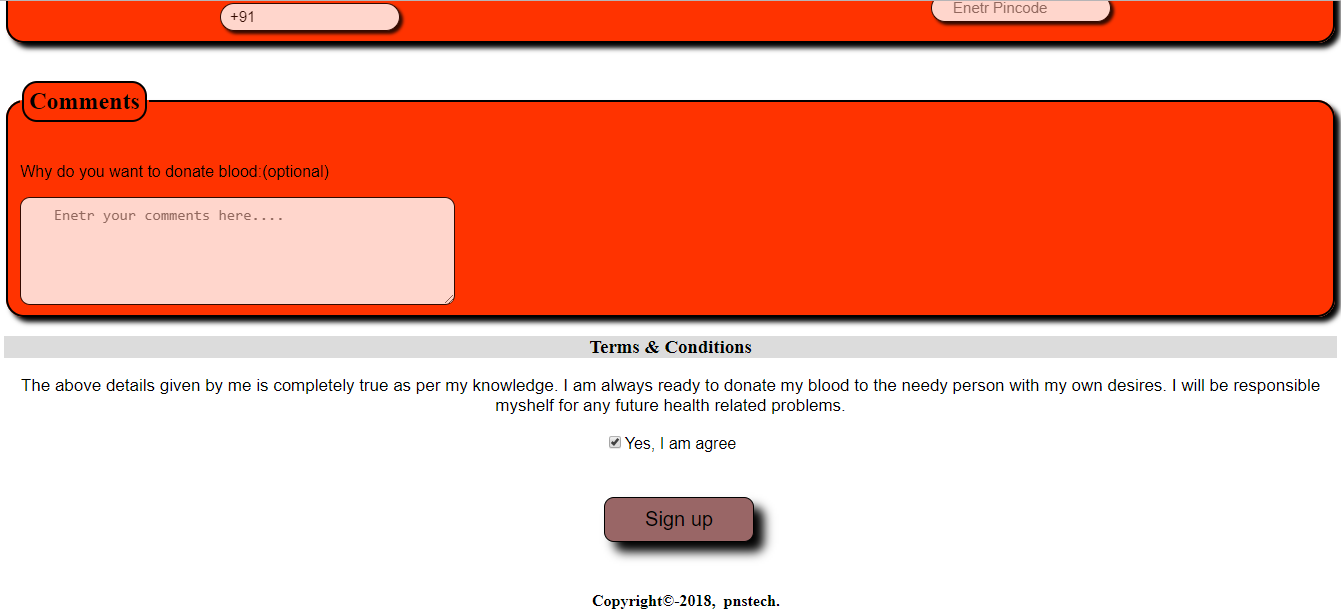 +91
Enetr Pincode
Comments
Why do you want to donate blood:(optional)
Enetr your comments here....
Terms & Conditions
The above details given by me is completely true as per my knowledge. I am always ready to donate my blood to the needy person with my own desires. I will be responsible
myshelf for any future health related problems.
Yes, I am agree
Sign up
Copyright©-2018, pnstech.